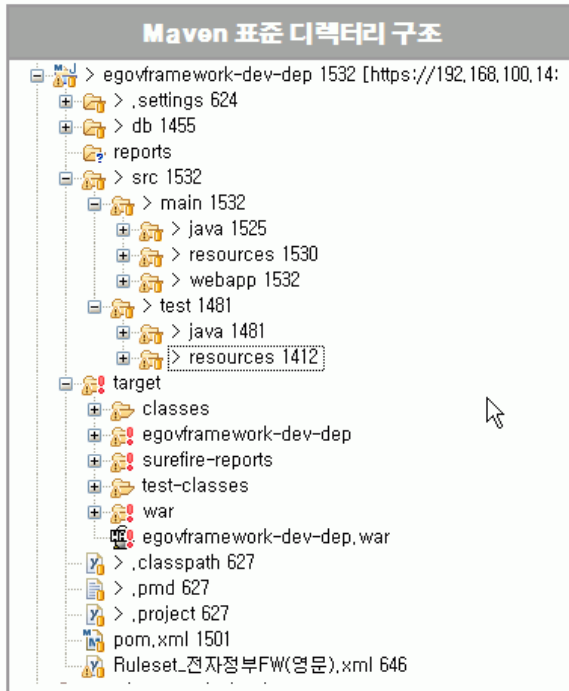 Maven 표준 디렉터리 구조
> egovframework-dev-dep 1532 [https://192,168,100,14:
> ,settings 624
> db 1455
reports
> src 1532
> main 1532
> java 1525
> resources 1530
> webapp 1532
> test 1481
> java 1481
> resources 1412
target
classes
egovframework-dev-dep
surefire-reports
test-classes
war
egovframework-dev-dep,war
> ,classpath 627
> ,pmd 627
> ,project 627
pom,xml 1501
Ruleset_전자정부FW(영문),xml 646